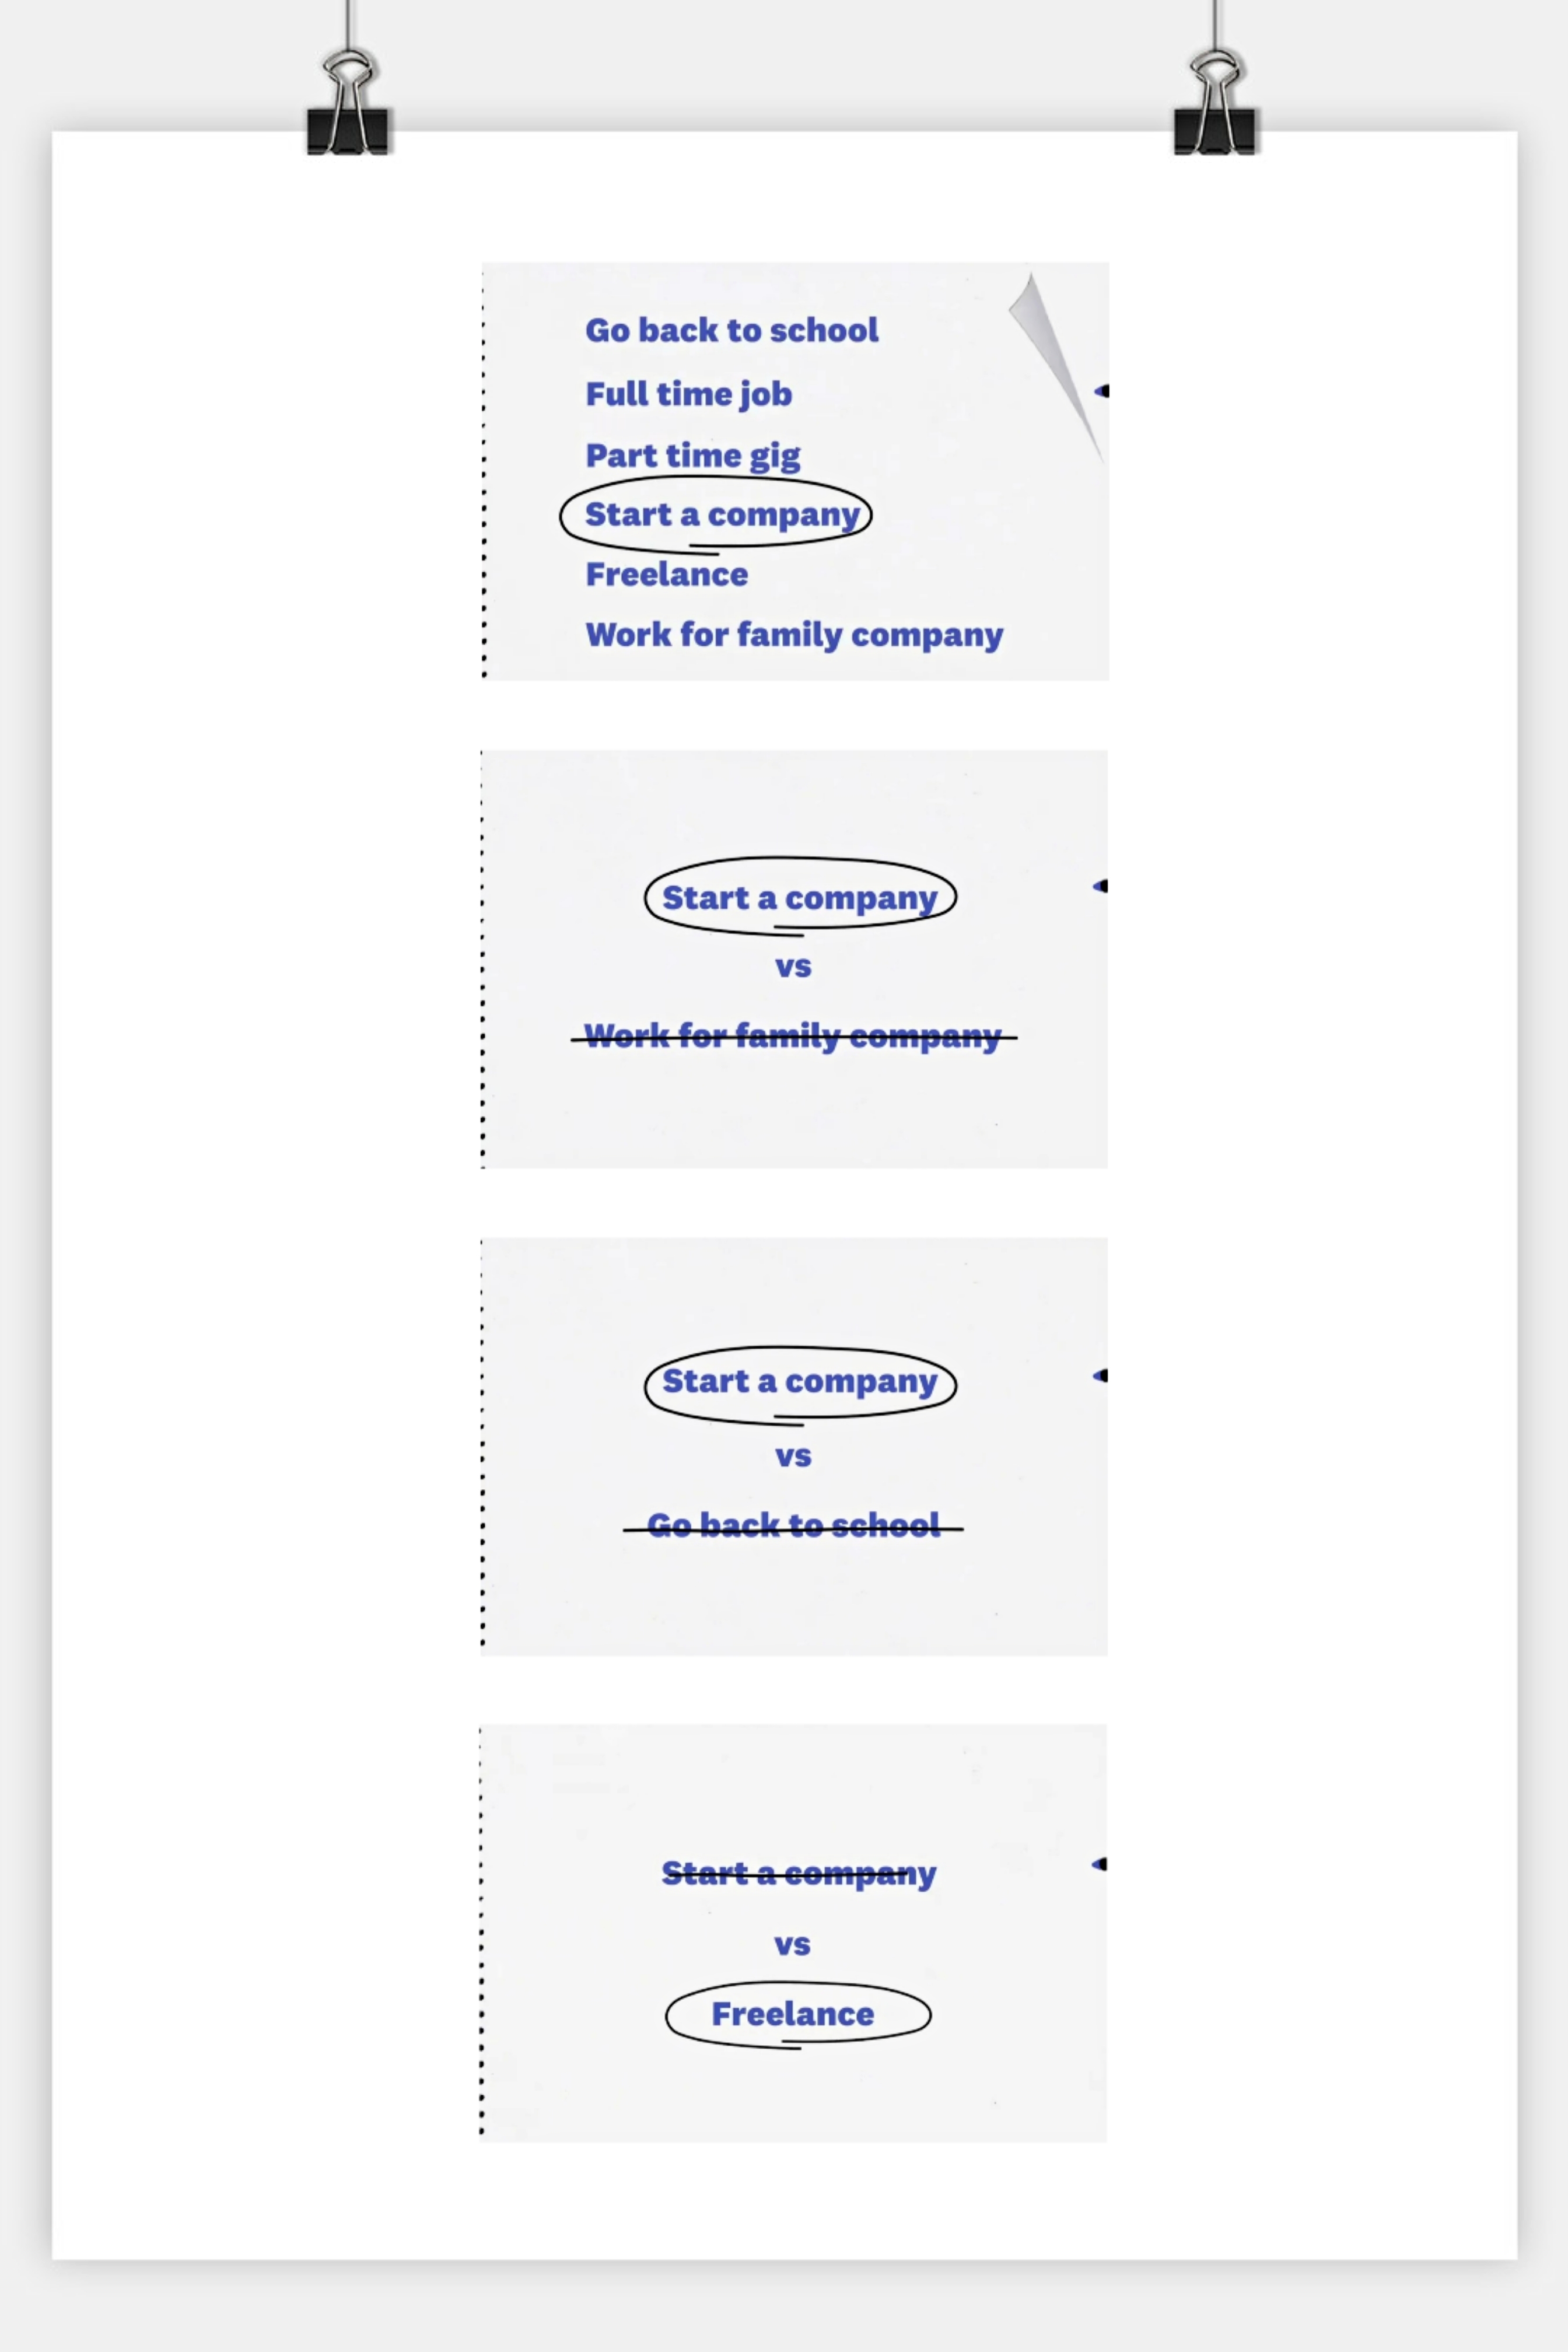 Go back to school
Full time job
Part time gig
Start a company
Freelance
Work for family company
Start a company
vs
Work for family company
Start a company
vs
Go back to school
Start a company
vs
Freelance